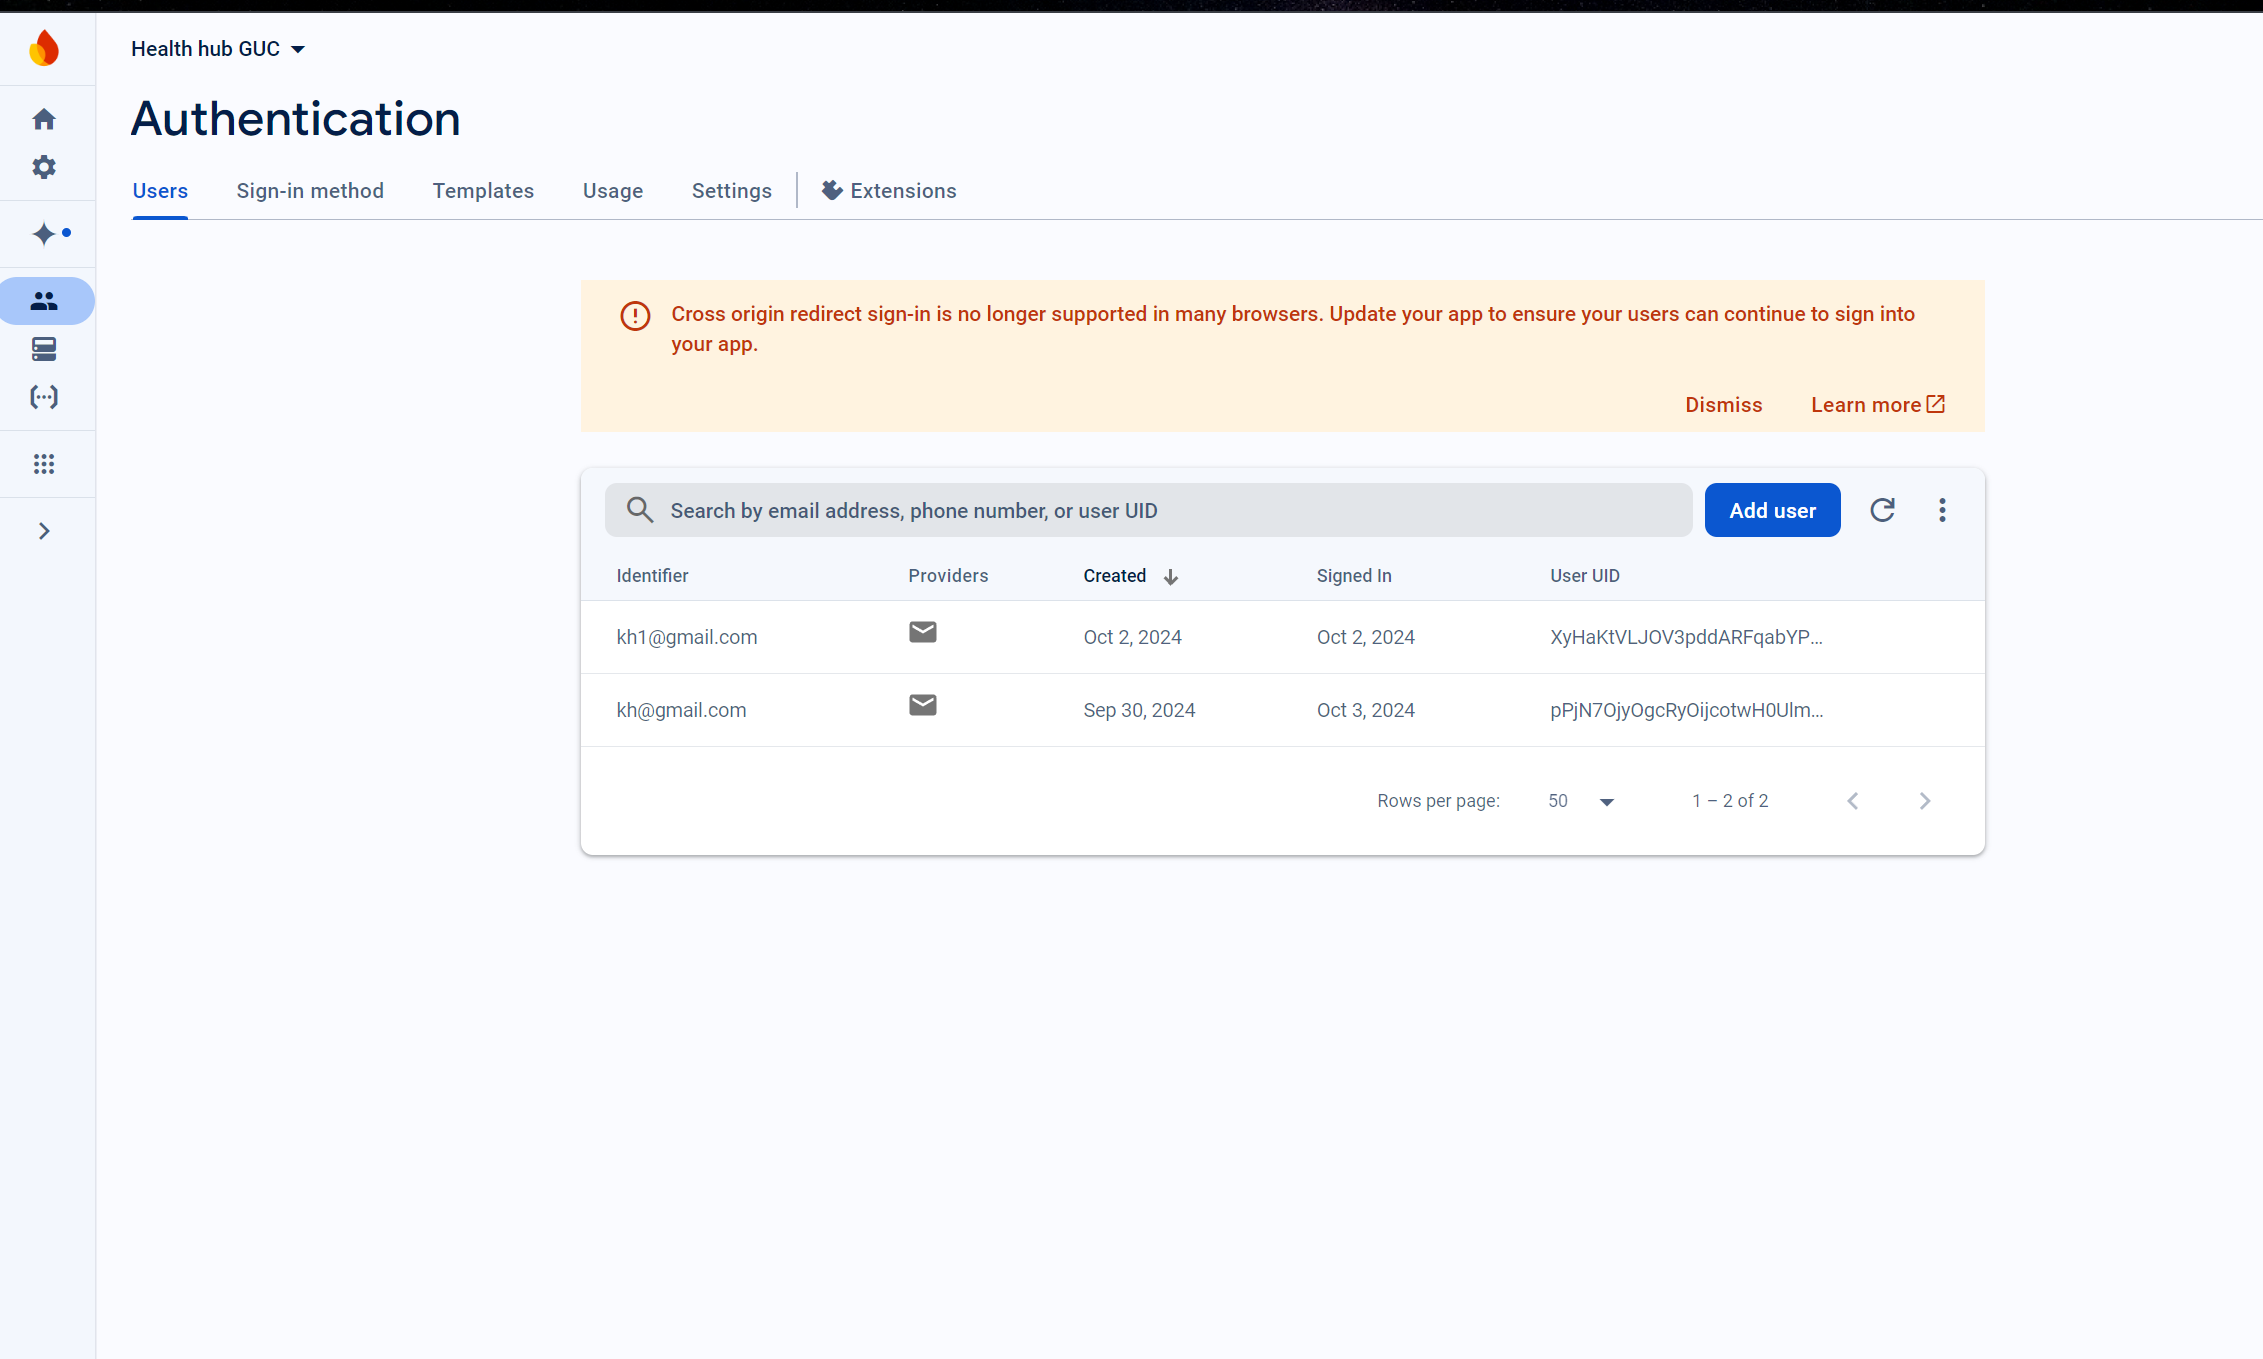 Health hub GUC
Authentication
Users Sign-in method Templates Usage Settings Extensions
Cross origin redirect sign-in is no longer supported in many browsers. Update your app to ensure your users can continue to sign into
your app.
Dismiss Learn more
Search by email address, phone number, or user UID Add user
Identifier Providers Created Signed In User UID
kh1@gmail.com Oct 2, 2024 Oct 2, 2024 XyHaKtVLJOV3pddARFqabYP...
kh@gmail.com Sep 30, 2024 Oct 3, 2024 pPjN7OjyOgcRyOijcotwH0Ulm...
Rows per page: 50 1 – 2 of 2